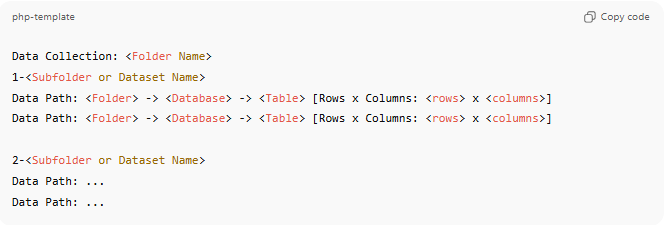 php-template
Copy code
Data Collection: <Folder Name>
1-<Subfolder or Dataset Name>
Data Path: <Folder> -> <Database> -> <Table> [Rows x Columns: <rows> x <columns>]
Data Path: <Folder> -> <Database> -> <Table> [Rows x Columns: <rows> x <columns>]
2-<Subfolder or Dataset Name>
Data Path: ...
Data Path: ...